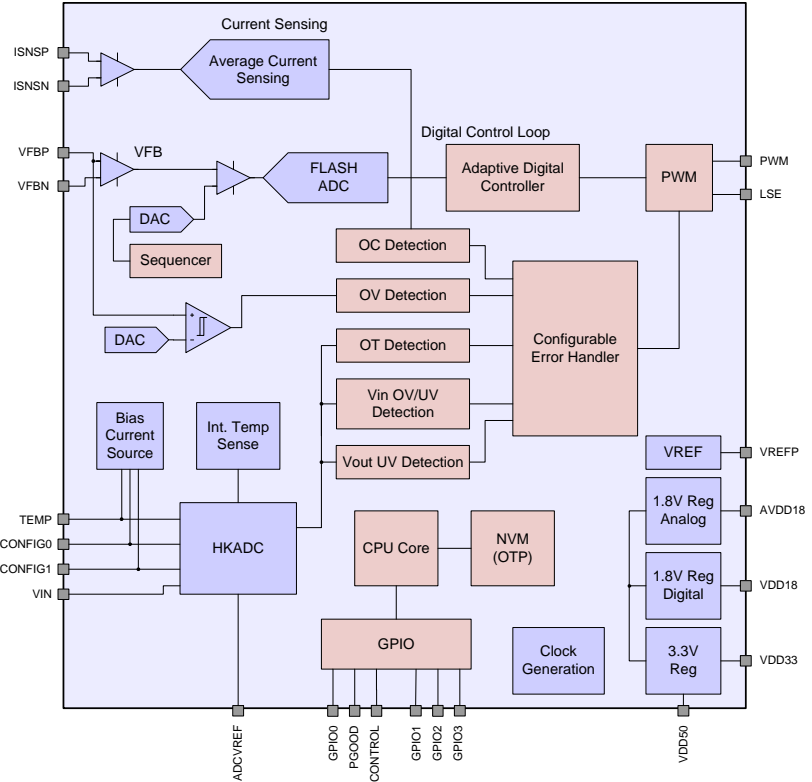 Current Sensing
ISNSP
ISNSN
Average Current
Sensing
VFBP
VFBN
VFB
FLASH
ADC
Digital Control Loop
Adaptive Digital
Controller
PWM
PWM
LSE
DAC
Sequencer
OC Detection
OV Detection
DAC
+
-
OT Detection
Configurable
Error Handler
Vin OV/UV
Detection
Vout UV Detection
Bias
Current
Source
Int. Temp
Sense
VREF
VREFP
1.8V Reg
Analog
AVDD18
TEMP
CONFIG0
CONFIG1
VIN
HKADC
CPU Core
NVM
(OTP)
1.8V Reg
Digital
VDD18
GPIO
Clock
Generation
3.3V
Reg
VDD33
ADCVREF
GPIO0
PGOOD
CONTROL
GPIO1
GPIO2
GPIO3
VDD50